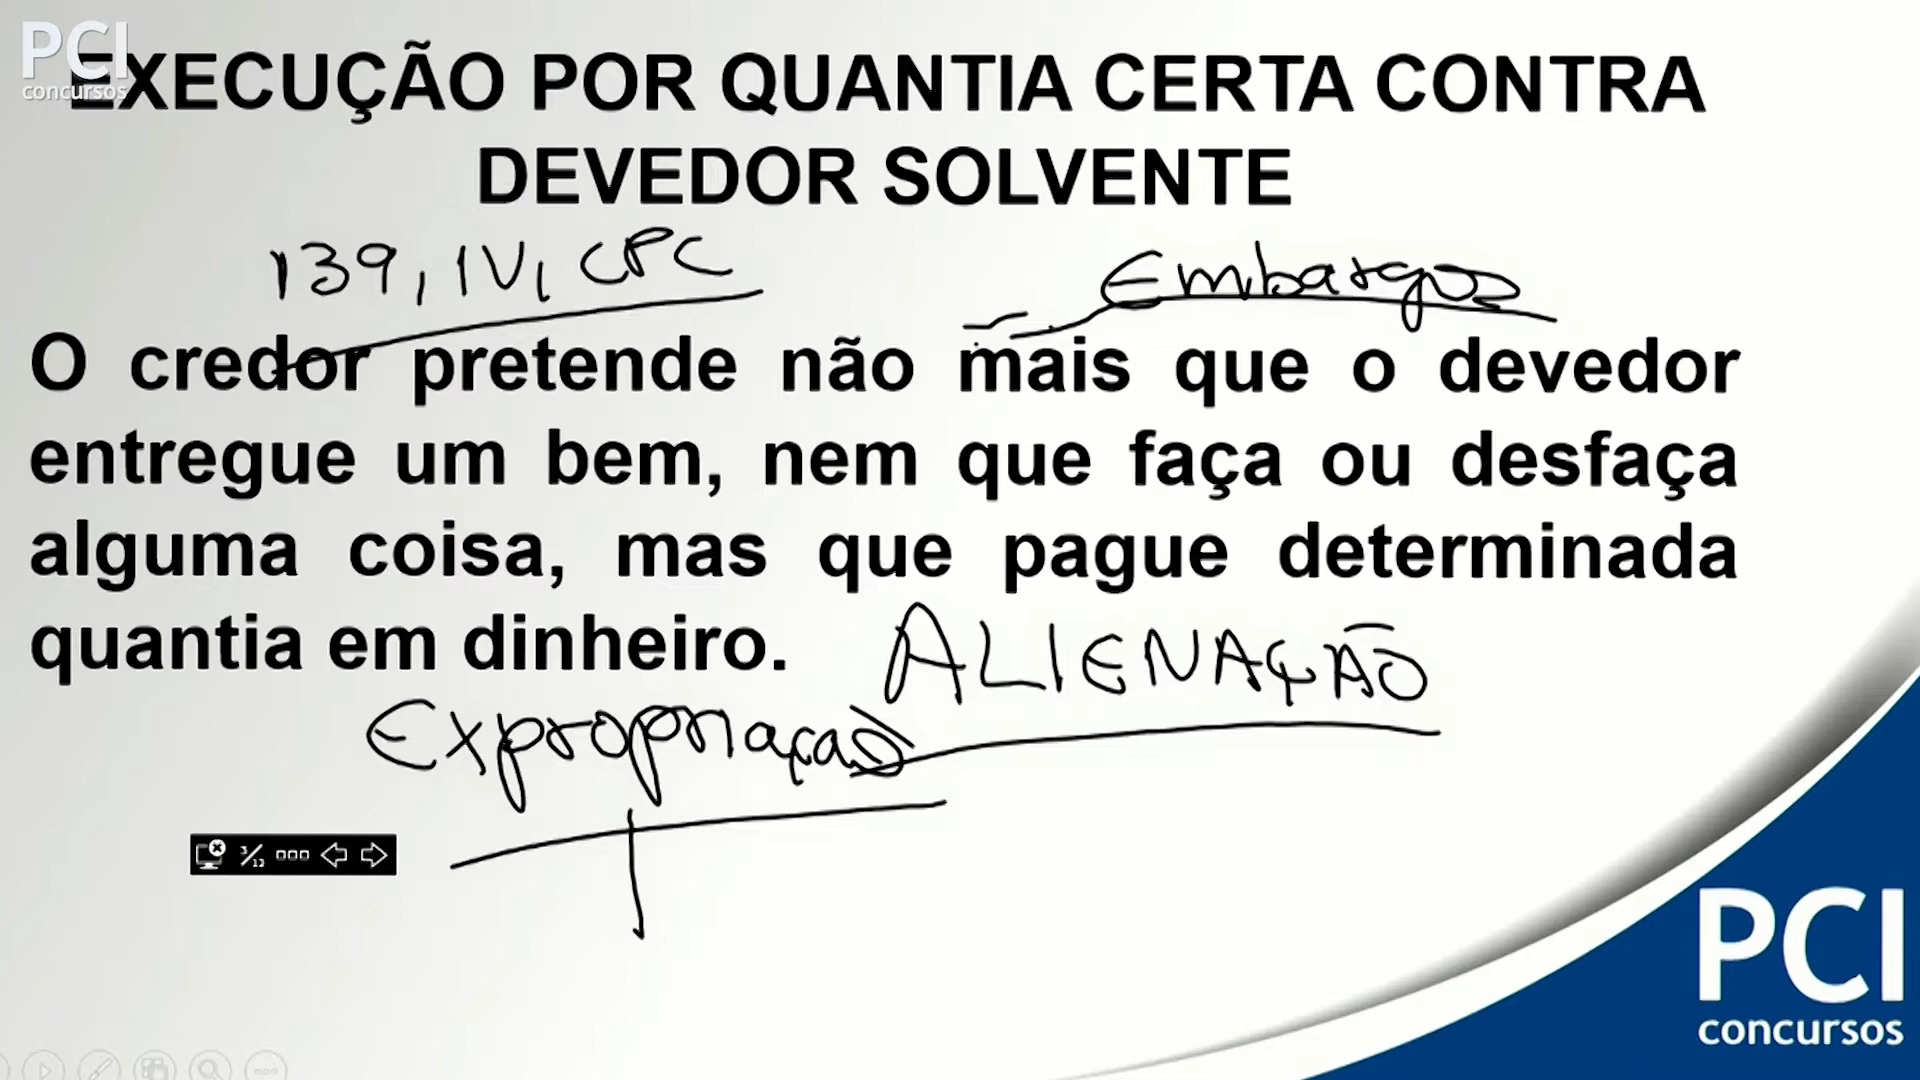 PCI
concursos
EXECUÇÃO POR QUANTIA CERTA CONTRA
DEVEDOR SOLVENTE
139, IV, CPC
Embargos
O credor pretende não mais que o devedor
entregue um bem, nem que faça ou desfaça
alguma coisa, mas que pague determinada
quantia em dinheiro.
ALIENAÇÃO
Expropriação
3/13
PCI
concursos